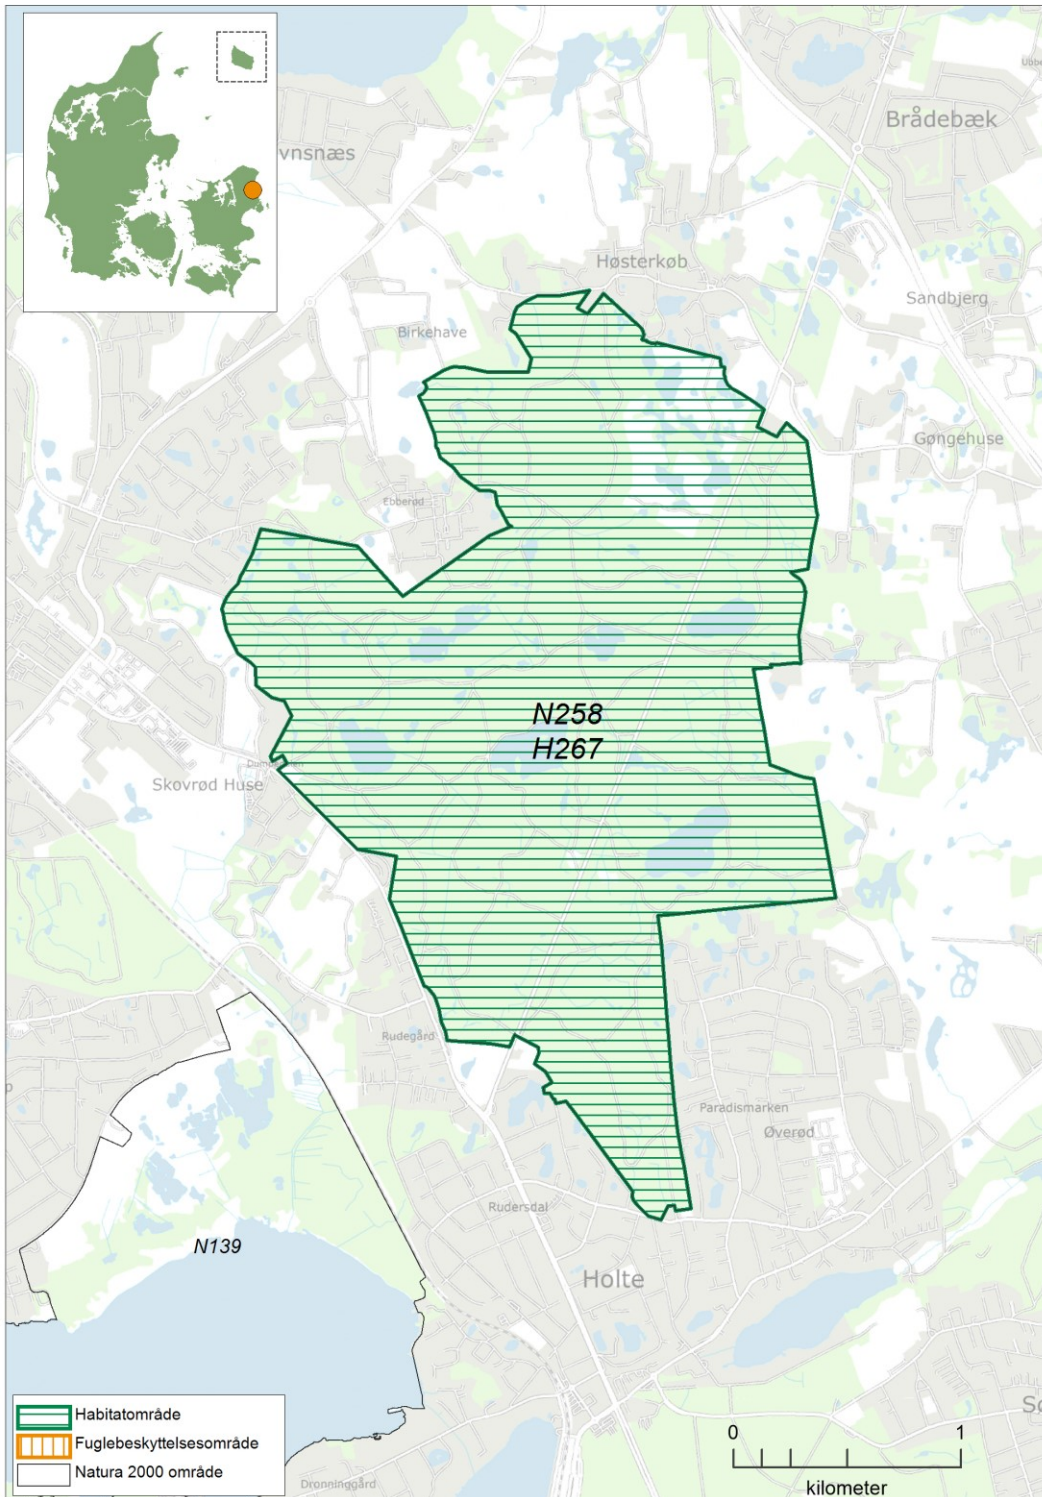 vnsnæs
Brådebæk
Høsterkøb
Sandbjerg
Birkehave
Gøngehuse
Ebberød
N258
H267
Skovrød Huse
Rudegård
Paradismarken
Øverød
Rudersdal
N139
Holte
Habitatområde
Fuglebeskyttelsesområde
Natura 2000 område
Dronninggård
0 1
kilometer